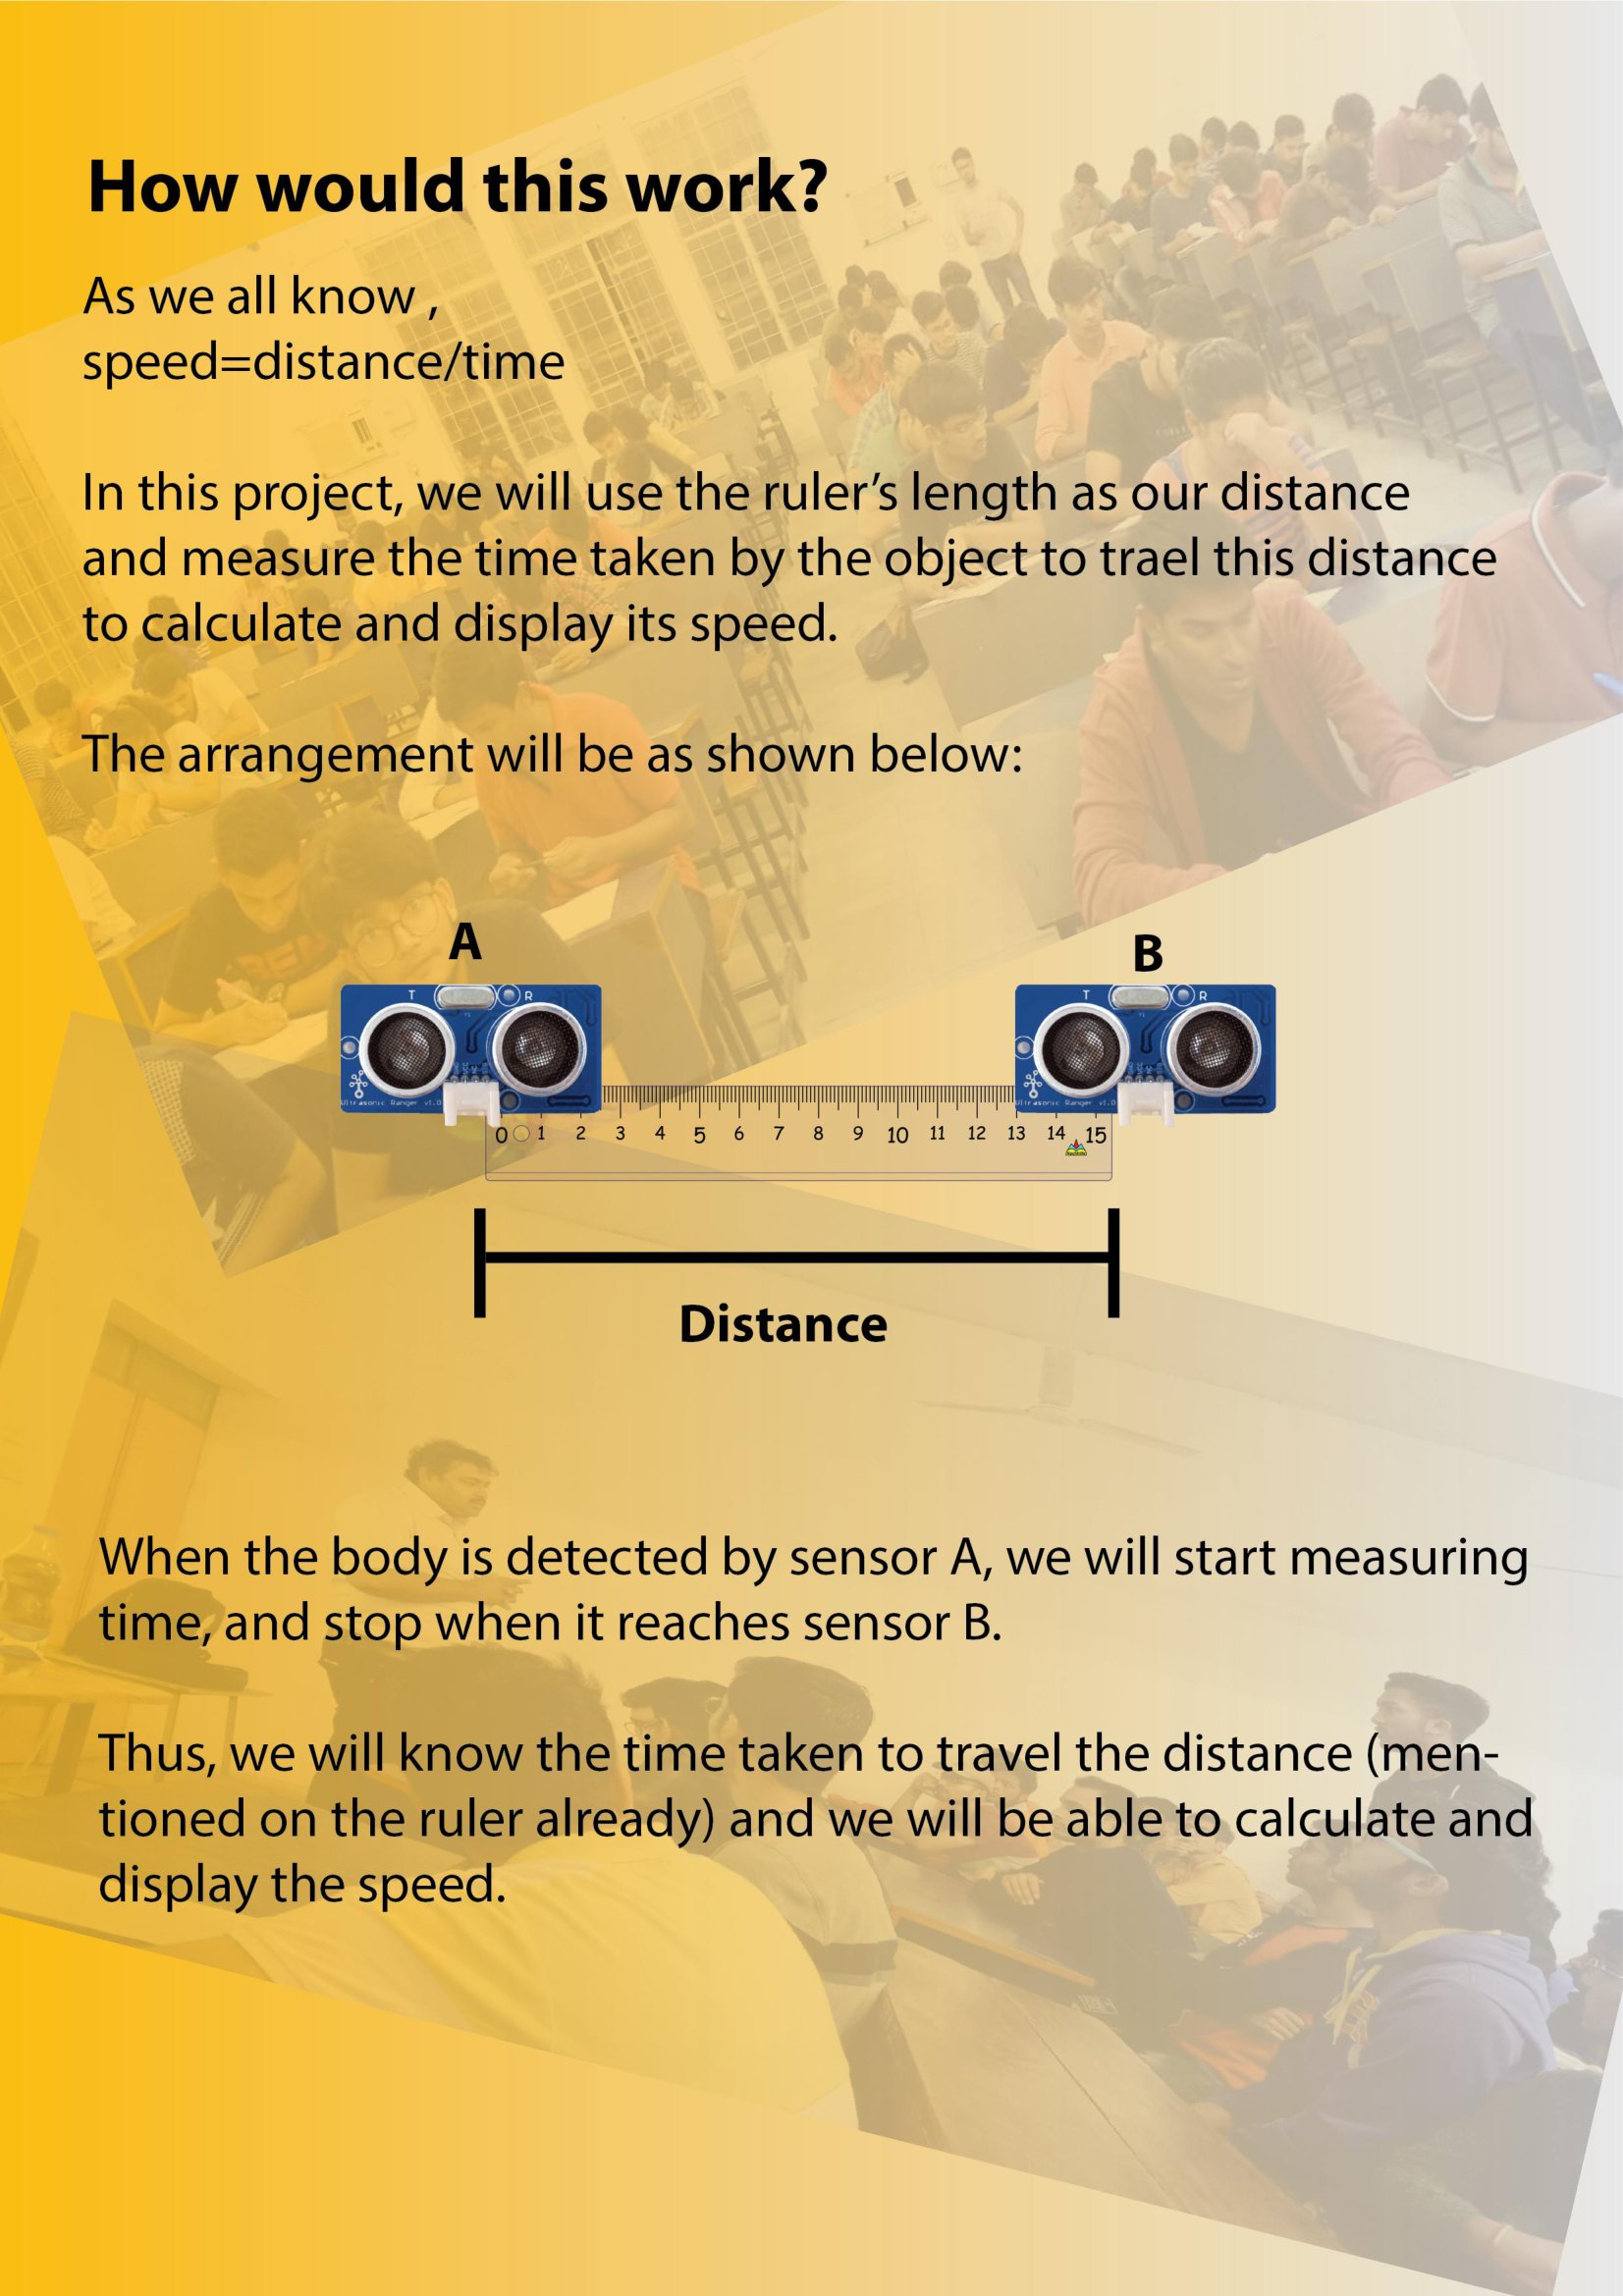 How would this work?
As we all know ,
speed=distance/time
In this project, we will use the ruler’s length as our distance
and measure the time taken by the object to trael this distance
to calculate and display its speed.
The arrangement will be as shown below:
A
B
T R
T R
Ultrasonic Ranger v1.0
Ultrasonic Ranger v1.0
0 1 2 3 4 5 6 7 8 9 10 11 12 13 14 15
Distance
When the body is detected by sensor A, we will start measuring
time, and stop when it reaches sensor B.
Thus, we will know the time taken to travel the distance (men-
tioned on the ruler already) and we will be able to calculate and
display the speed.